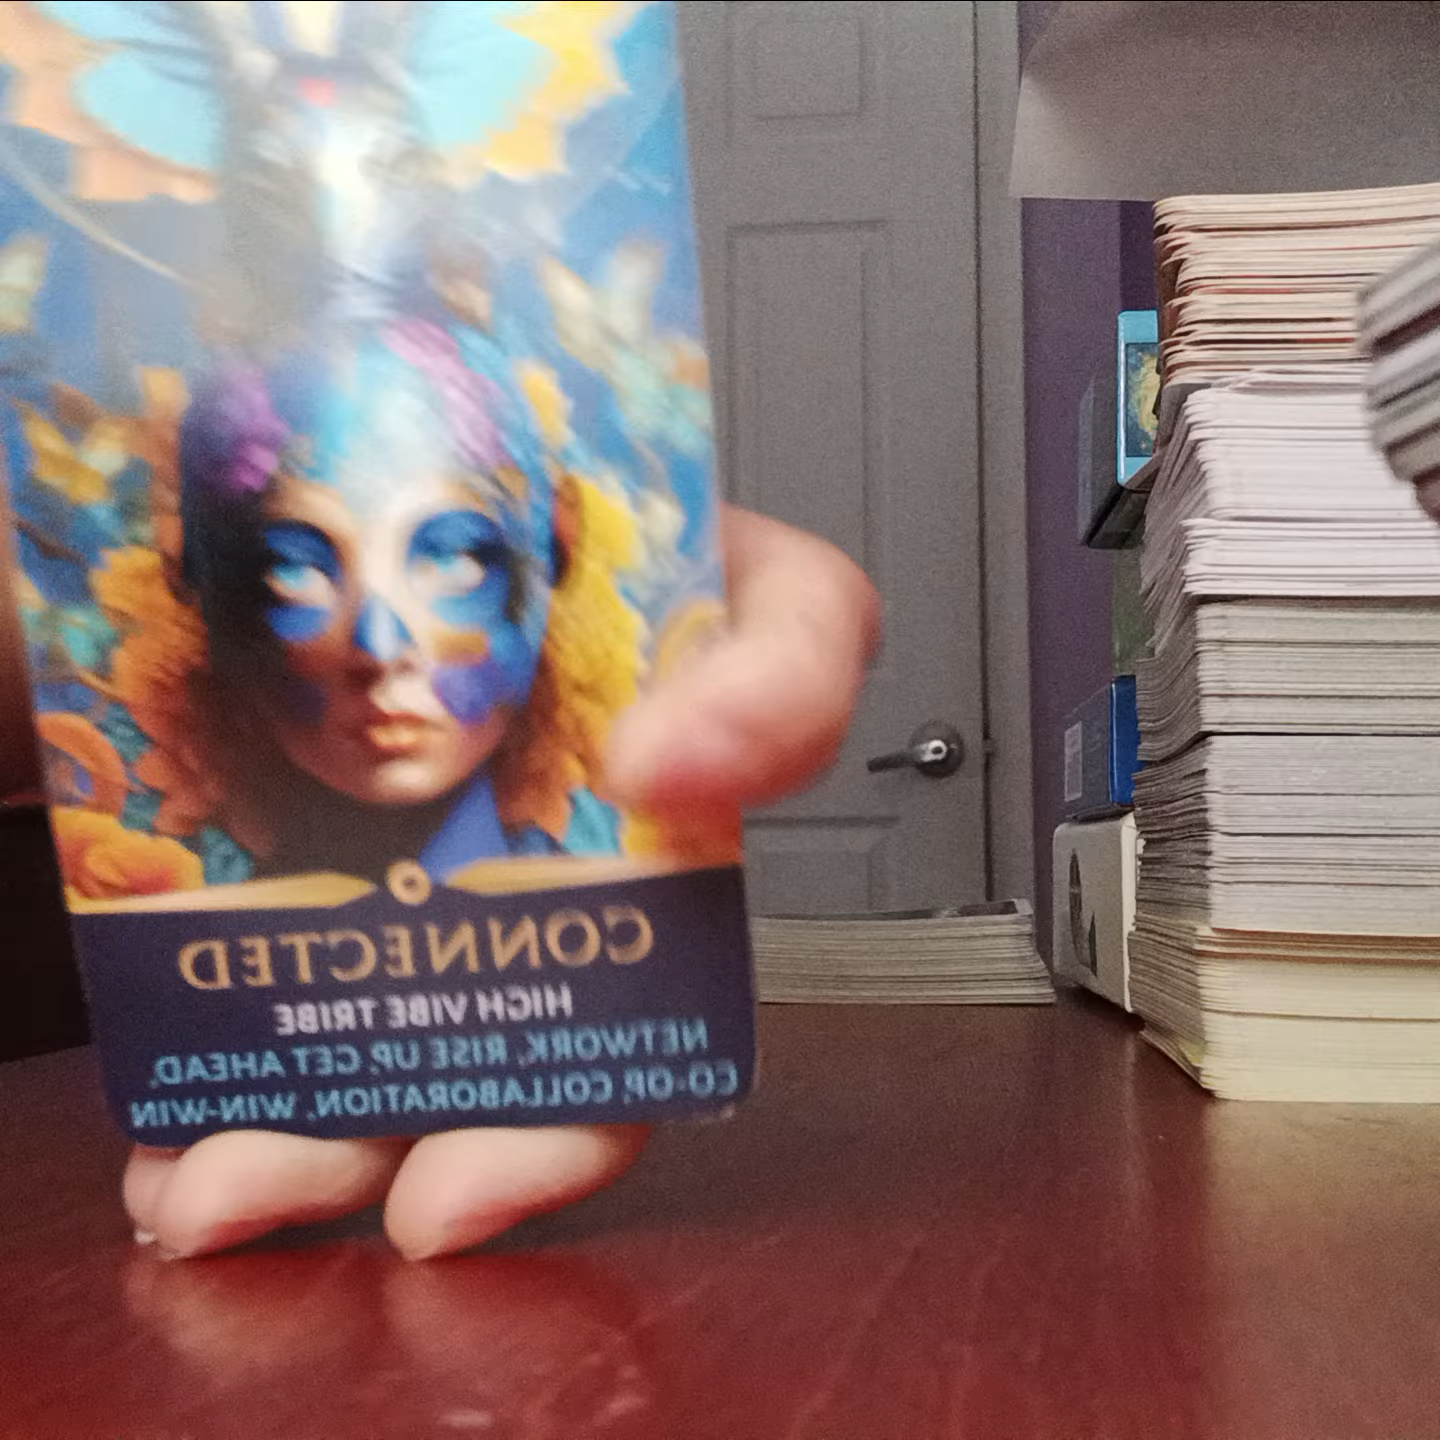 CONNECTED
HIGH VIBE TRIBE
NETWORK, RISE UP, GET AHEAD,
CO-OP, COLLABORATION, WIN-WIN